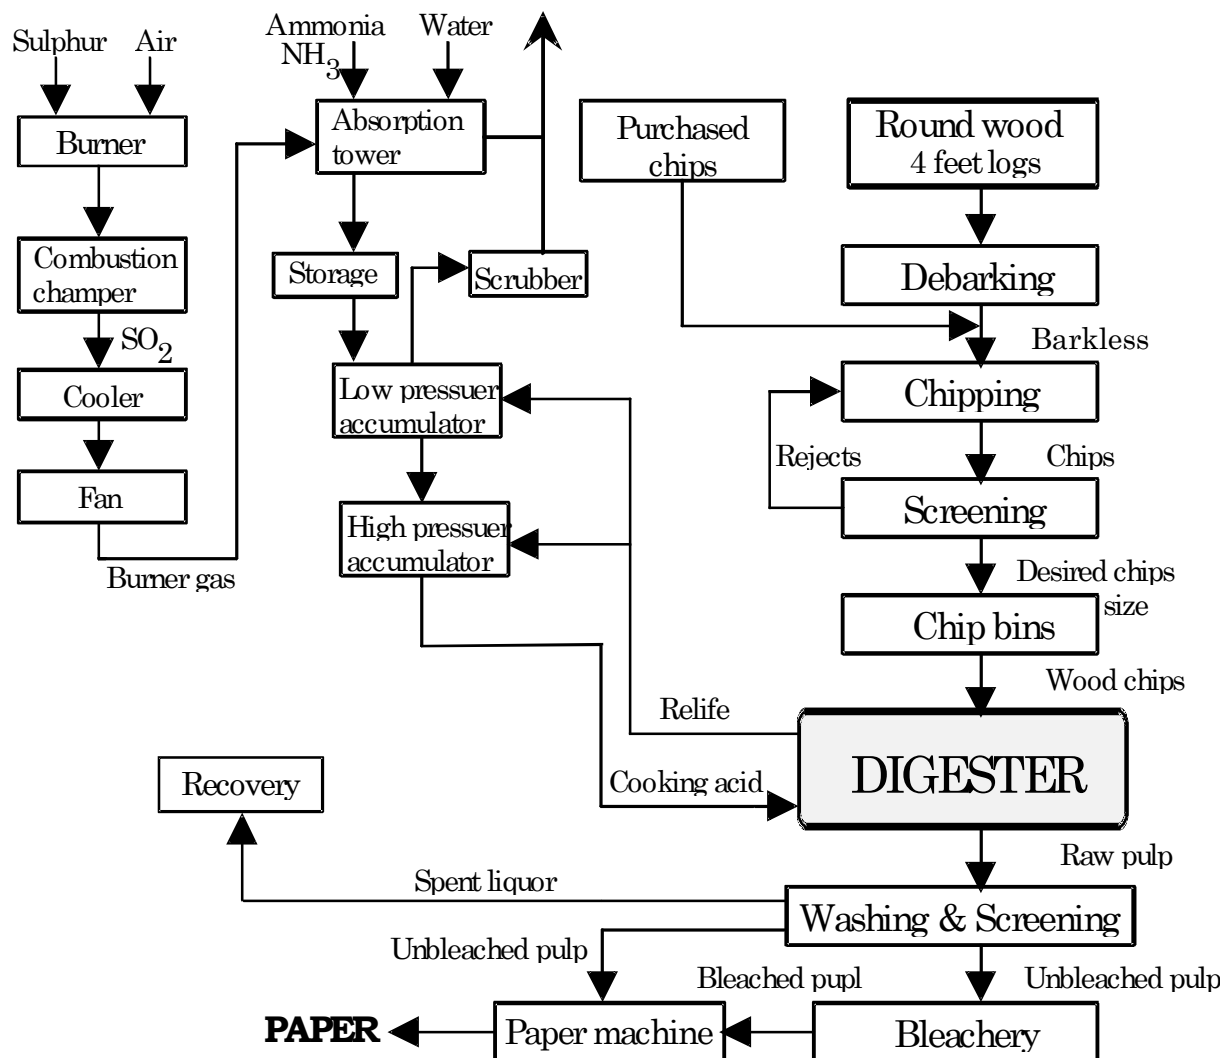 Sulphur
Air
Ammonia
NH3
Water
Burner
Absorption
tower
Purchased
chips
Round wood
4 feet logs
Combustion
champer
Storage
Scrubber
Debarking
SO2
Barkless
Cooler
Low pressuer
accumulator
Chipping
Rejects
Chips
Fan
High pressuer
accumulator
Screening
Burner gas
Desired chips
size
Chip bins
Wood chips
Relife
Recovery
Cooking acid
DIGESTER
Raw pulp
Spent liquor
Washing & Screening
Unbleached pulp
Bleached pupl
Unbleached pulp
PAPER
Paper machine
Bleachery